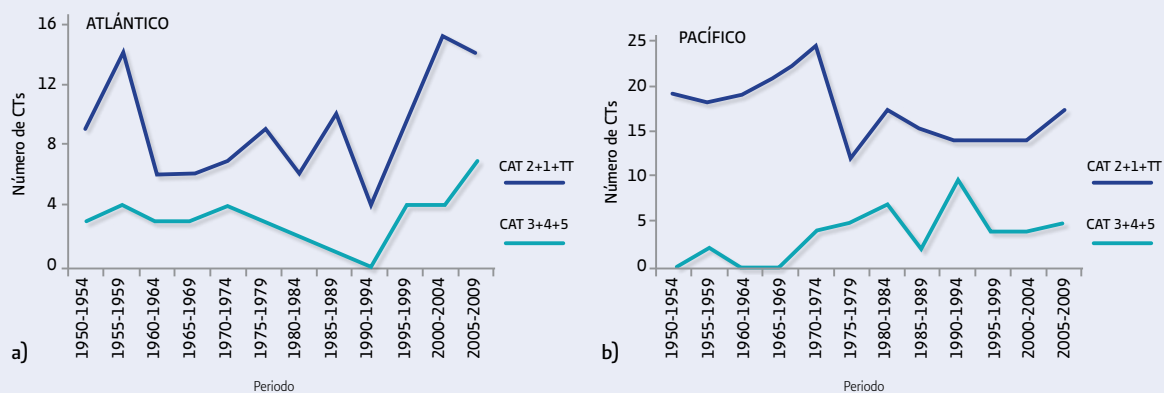 ATLÁNTICO
Número de CTs
16
12
8
4
0
CAT 2+1+TT
CAT 3+4+5
1950-1954
1955-1959
1960-1964
1965-1969
1970-1974
1975-1979
1980-1984
1985-1989
1990-1994
1995-1999
2000-2004
2005-2009
a)
Periodo
PACÍFICO
Número de CTs
25
20
15
10
5
0
CAT 2+1+TT
CAT 3+4+5
1950-1954
1955-1959
1960-1964
1965-1969
1970-1974
1975-1979
1980-1984
1985-1989
1990-1994
1995-1999
2000-2004
2005-2009
b)
Periodo